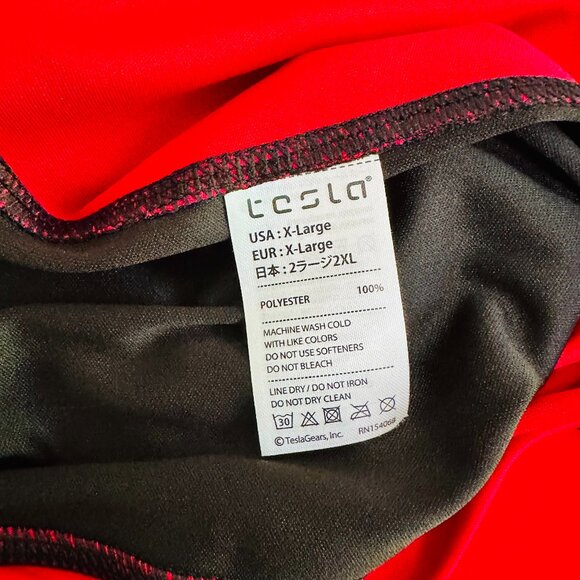 tesla®
USA : X-Large
EUR : X-Large
日本 : 2ラージ2XL
POLYESTER 100%
MACHINE WASH COLD
WITH LIKE COLORS
DO NOT USE SOFTENERS
DO NOT BLEACH
LINE DRY / DO NOT IRON
DO NOT DRY CLEAN
30
© TeslaGears, Inc. RN154068